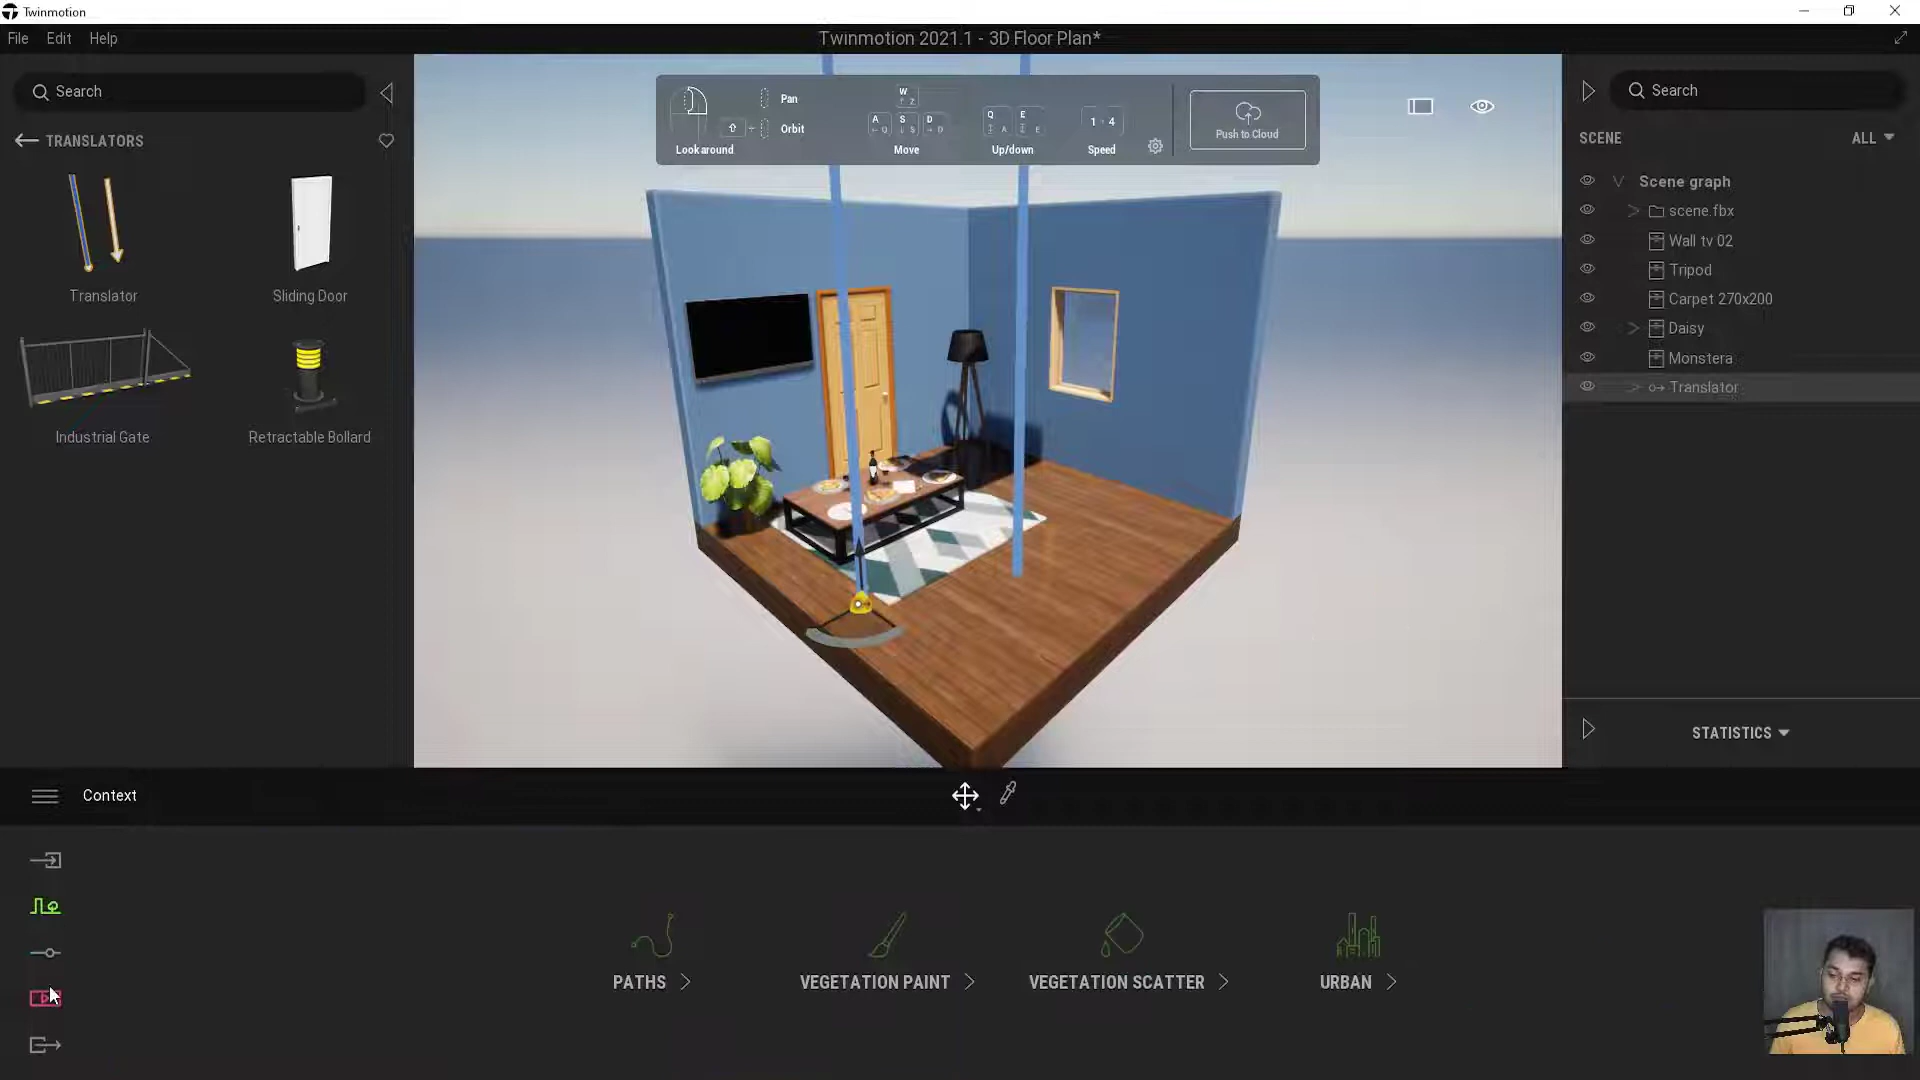 Twinmotion
File Edit Help
Twinmotion 2021.1 - 3D Floor Plan*
Search
TRANSLATORS
Translator
Sliding Door
Industrial Gate
Retractable Bollard
Pan
Orbit
Look around
W
A S D
Move
Q E
Up/down
1 - 4
Speed
Push to Cloud
Search
SCENE
ALL
Scene graph
scene.fbx
Wall tv 02
Tripod
Carpet 270x200
Daisy
Monstera
Translator
STATISTICS
Context
PATHS
VEGETATION PAINT
VEGETATION SCATTER
URBAN